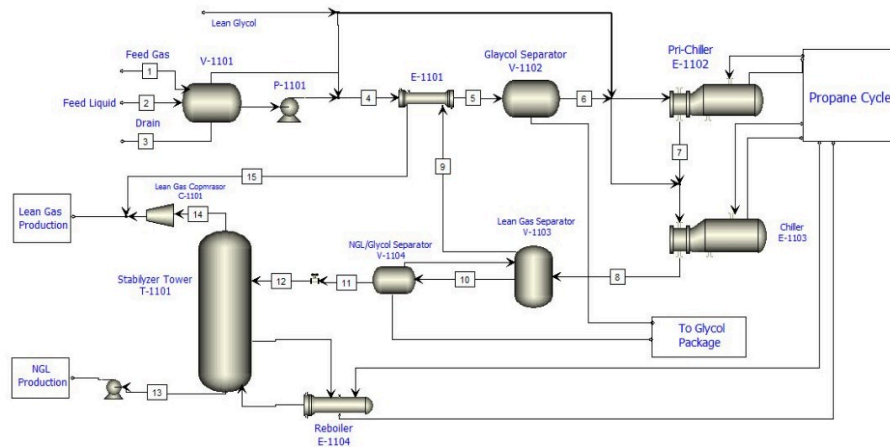 Lean Glycol
Feed Gas
1
V-1101
P-1101
Feed Liquid
2
Drain
3
4
E-1101
5
Glaycol Separator
V-1102
6
Pri-Chiller
E-1102
Propane Cycle
7
9
15
Lean Gas
Production
Lean Gas Copmrasor
C-1101
14
Lean Gas Separator
V-1103
Chiller
E-1103
NGL/Glycol Separator
V-1104
8
10
11
12
Stabilyzer Tower
T-1101
To Glycol
Package
NGL
Production
13
Reboiler
E-1104